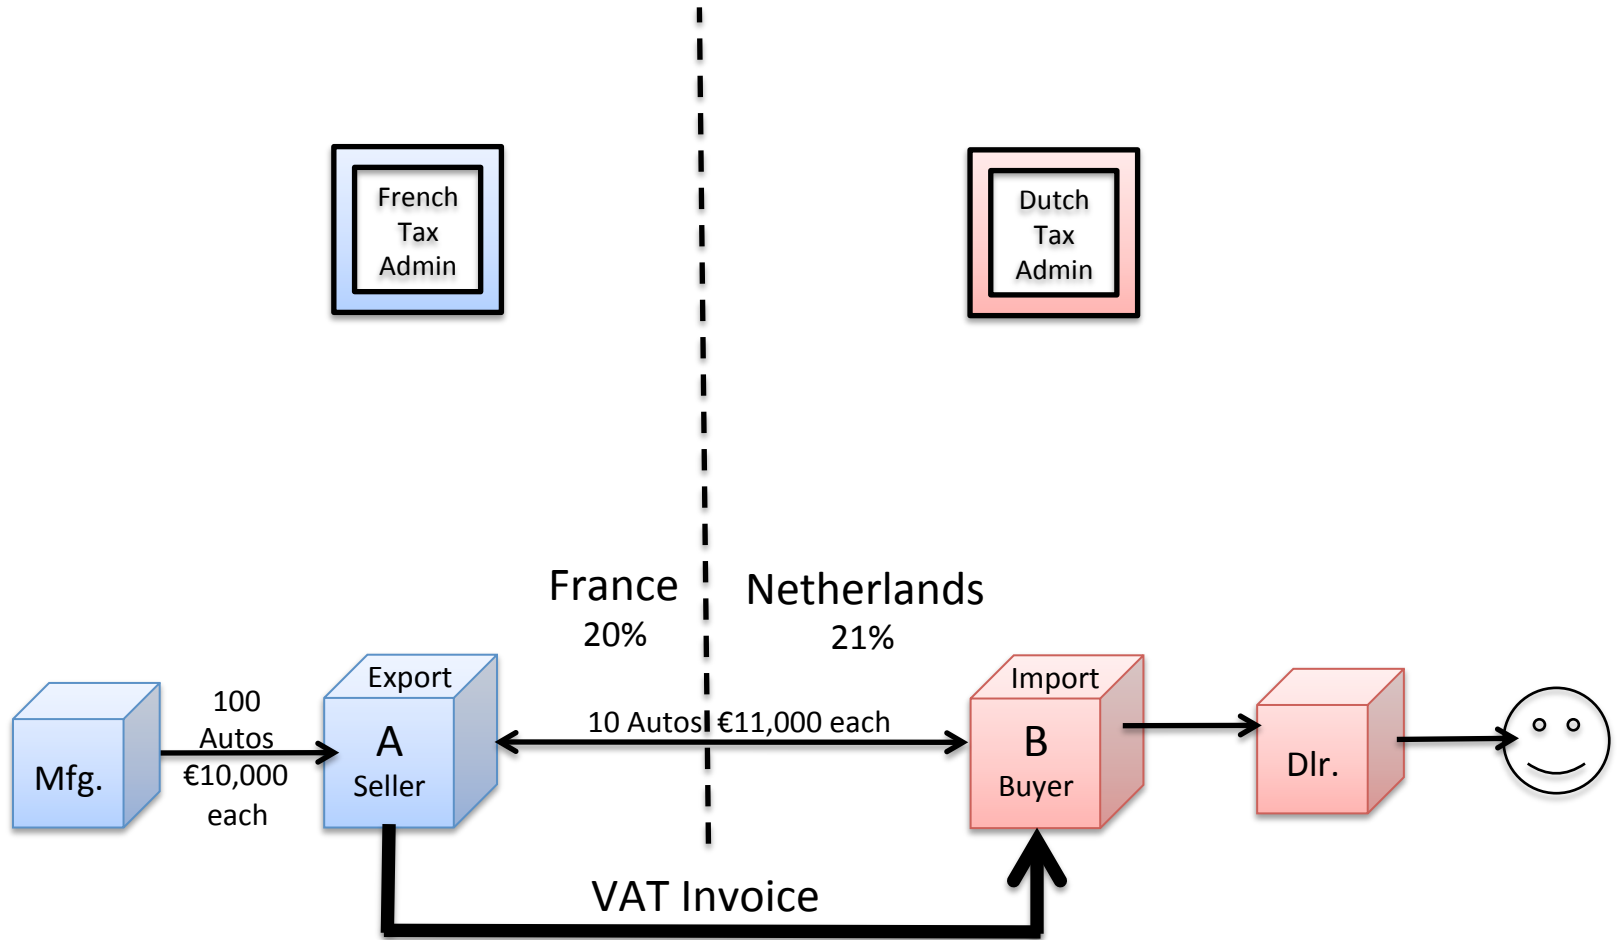 French
Tax
Admin
Dutch
Tax
Admin
France
20%
Netherlands
21%
Mfg.
100
Autos
€10,000
each
Export
A
Seller
10 Autos €11,000 each
Import
B
Buyer
Dlr.
VAT Invoice